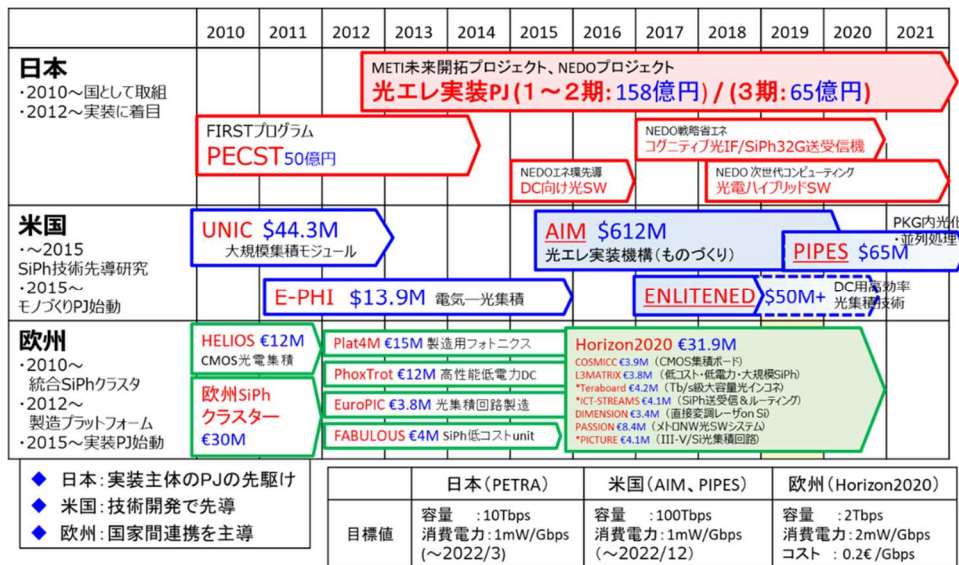 2010 2011 2012 2013 2014 2015 2016 2017 2018 2019 2020 2021
日本
・2010～国として取組
・2012～実装に着目
METI未来開拓プロジェクト、NEDOプロジェクト
光エレ実装PJ(1～2期:158億円) / (3期:65億円)
FIRSTプログラム
PECST 50億円
NEDO戦略省エネ
コグニティブ光IF/SiPh32G送受信機
NEDOエネ環先導
DC向け光SW
NEDO 次世代コンピューティング
光電ハイブリッドSW
米国
・～2015
SiPh技術先導研究
・2015～
モノづくりPJ始動
UNIC $44.3M
大規模集積モジュール
AIM $612M
光エレ実装機構(ものづくり)
PKG内光化
・並列処理
PIPES $65M
E-PHI $13.9M 電気―光集積
ENLITENED $50M+
DC用高効率
光集積技術
欧州
・2010～
統合SiPhクラスタ
・2012～
製造プラットフォーム
・2015～実装PJ始動
HELIOS €12M
CMOS光電集積
欧州SiPh
クラスター
€30M
Plat4M €15M 製造用フォトニクス
PhoxTrot €12M 高性能低電力DC
EuroPIC €3.8M 光集積回路製造
FABULOUS €4M SiPh低コストunit
Horizon2020 €31.9M
COSMICC €3.9M (CMOS集積ボード)
L3MATRIX €3.8M (低コスト・低電力・大規模SiPh)
*Teraboard €4.2M (Tb/s級大容量光インコネ)
*ICT-STREAMS €4.1M (SiPh送受信&ルーティング)
DIMENSION €3.4M (直接変調レーザon Si)
PASSION €8.4M (メトロNW光SWシステム)
*PICTURE €4.1M (III-V/Si光集積回路)
◆ 日本:実装主体のPJの先駆け
◆ 米国:技術開発で先導
◆ 欧州:国家間連携を主導
日本(PETRA) 米国(AIM、PIPES) 欧州(Horizon2020)
目標値
容量 :10Tbps
消費電力:1mW/Gbps
(～2022/3)
容量 :100Tbps
消費電力:1mW/Gbps
(～2022/12)
容量 :2Tbps
消費電力:2mW/Gbps
コスト : 0.2€/Gbps